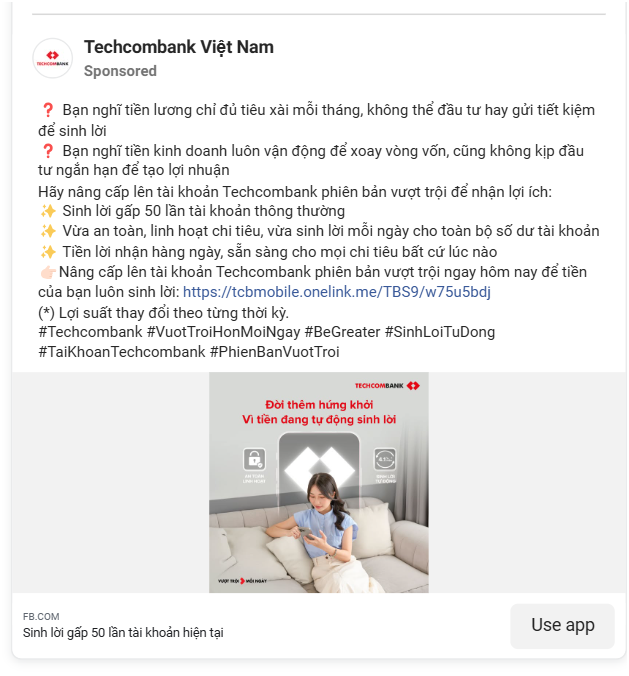 Techcombank Việt Nam
TECHCOMBANK
Sponsored
❓ Bạn nghĩ tiền lương chỉ đủ tiêu xài mỗi tháng, không thể đầu tư hay gửi tiết kiệm
để sinh lời
❓ Bạn nghĩ tiền kinh doanh luôn vận động để xoay vòng vốn, cũng không kịp đầu
tư ngắn hạn để tạo lợi nhuận
Hãy nâng cấp lên tài khoản Techcombank phiên bản vượt trội để nhận lợi ích:
✨ Sinh lời gấp 50 lần tài khoản thông thường
✨ Vừa an toàn, linh hoạt chi tiêu, vừa sinh lời mỗi ngày cho toàn bộ số dư tài khoản
✨ Tiền lời nhận hàng ngày, sẵn sàng cho mọi chi tiêu bất cứ lúc nào
👉🏻Nâng cấp lên tài khoản Techcombank phiên bản vượt trội ngay hôm nay để tiền
của bạn luôn sinh lời: https://tcbmobile.onelink.me/TBS9/w75u5bdj
(*) Lợi suất thay đổi theo từng thời kỳ.
#Techcombank #VuotTroiHonMoiNgay #BeGreater #SinhLoiTuDong
#TaiKhoanTechcombank #PhienBanVuotTroi
TECHCOMBANK
Đời thêm hứng khởi
Vì tiền đang tự động sinh lời
VƯỢT TRỘI MỖI NGÀY
FB.COM
Sinh lời gấp 50 lần tài khoản hiện tại
Use app